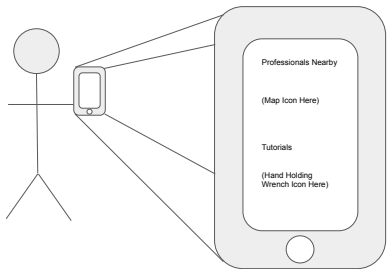 Professionals Nearby
(Map Icon Here)
Tutorials
(Hand Holding
Wrench Icon Here)